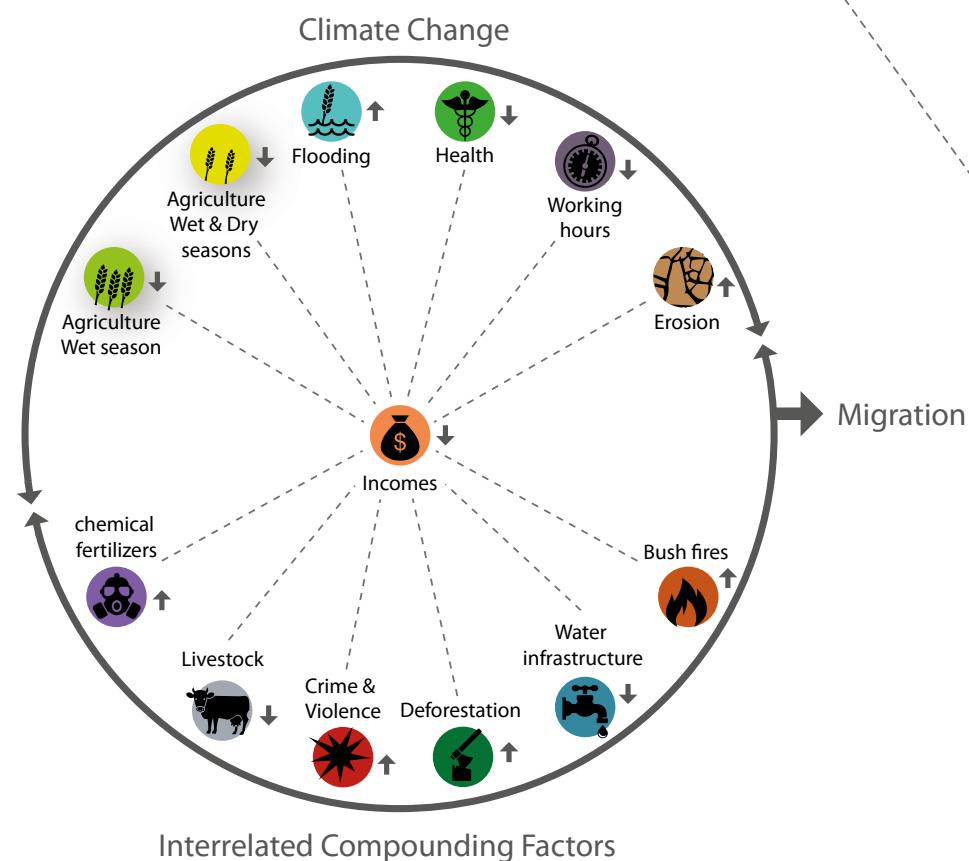 Climate Change
Flooding
Health
Agriculture
Wet & Dry
seasons
Working
hours
Agriculture
Wet season
Erosion
Migration
$
Incomes
chemical
fertilizers
Bush fires
Livestock
Water
infrastructure
Crime &
Violence
Deforestation
Interrelated Compounding Factors